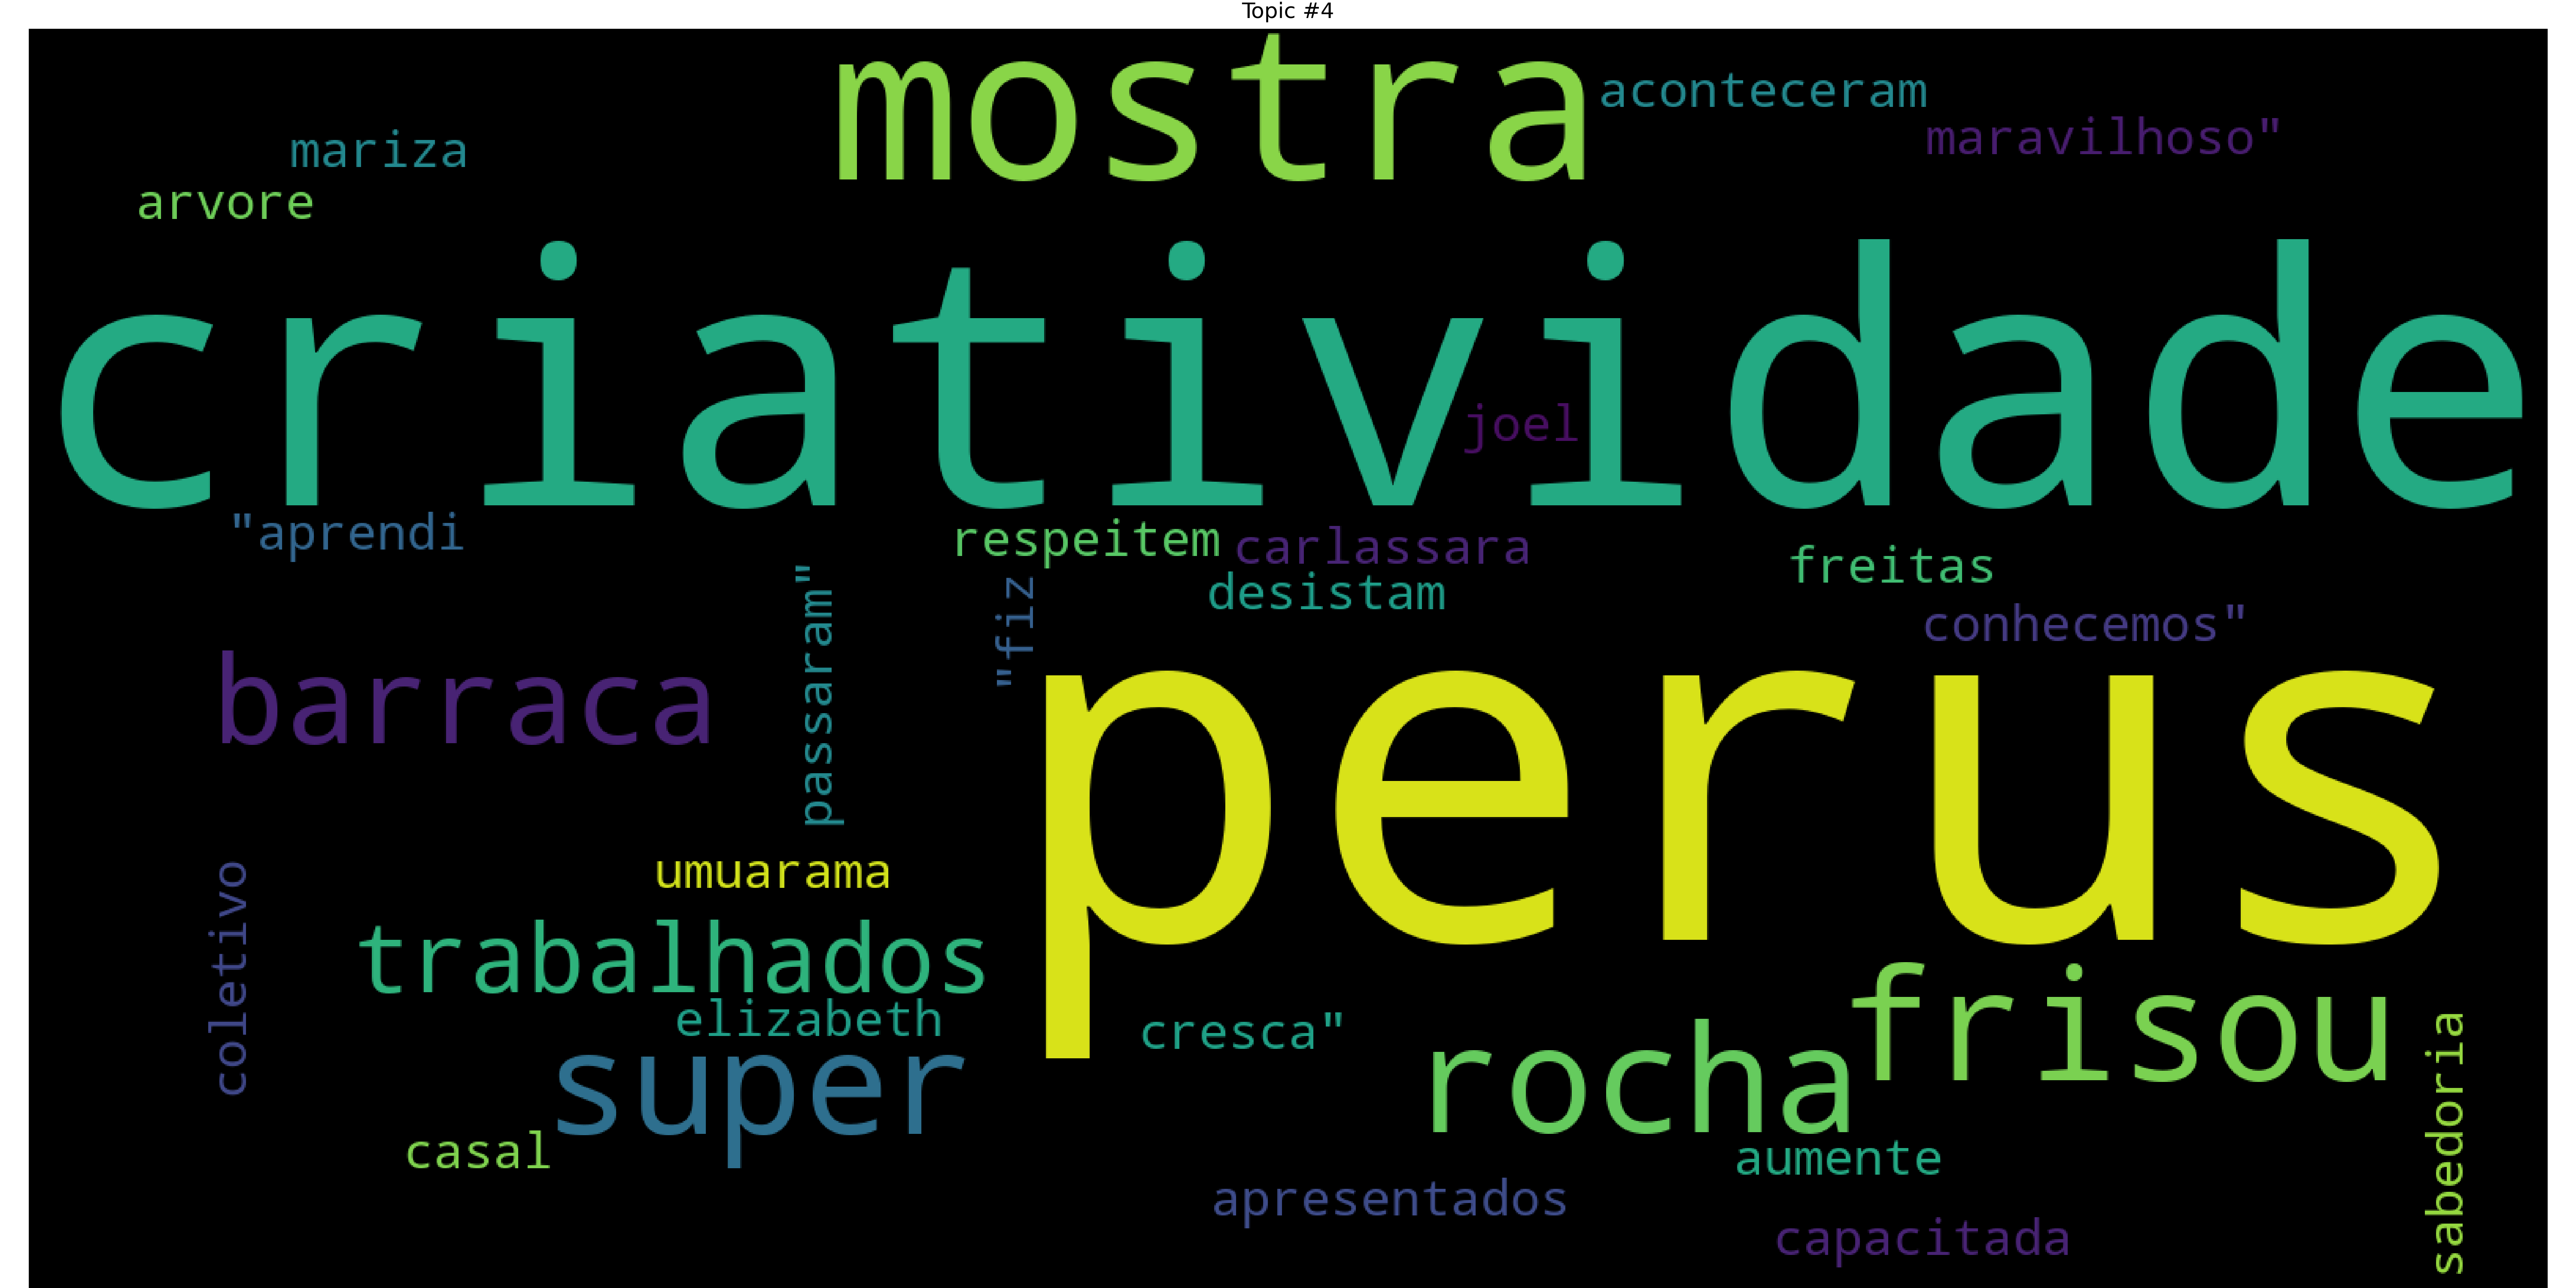 Topic #4
mostra
aconteceram
maravilhoso"
mariza
arvore
criatividade
joel
"aprendi
respeitem
carlassara
freitas
desistam
"fiz
passaram"
conhecemos"
barraca
perus
umuarama
coletivo
trabalhados
frisou
elizabeth
cresca"
super
rocha
sabedoria
casal
aumente
apresentados
capacitada